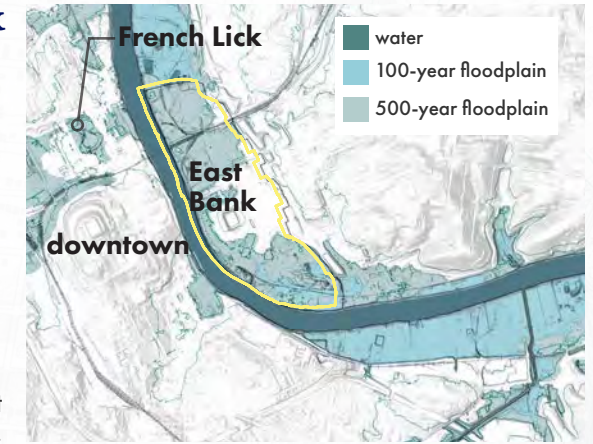 French Lick
water
100-year floodplain
500-year floodplain
East
Bank
downtown